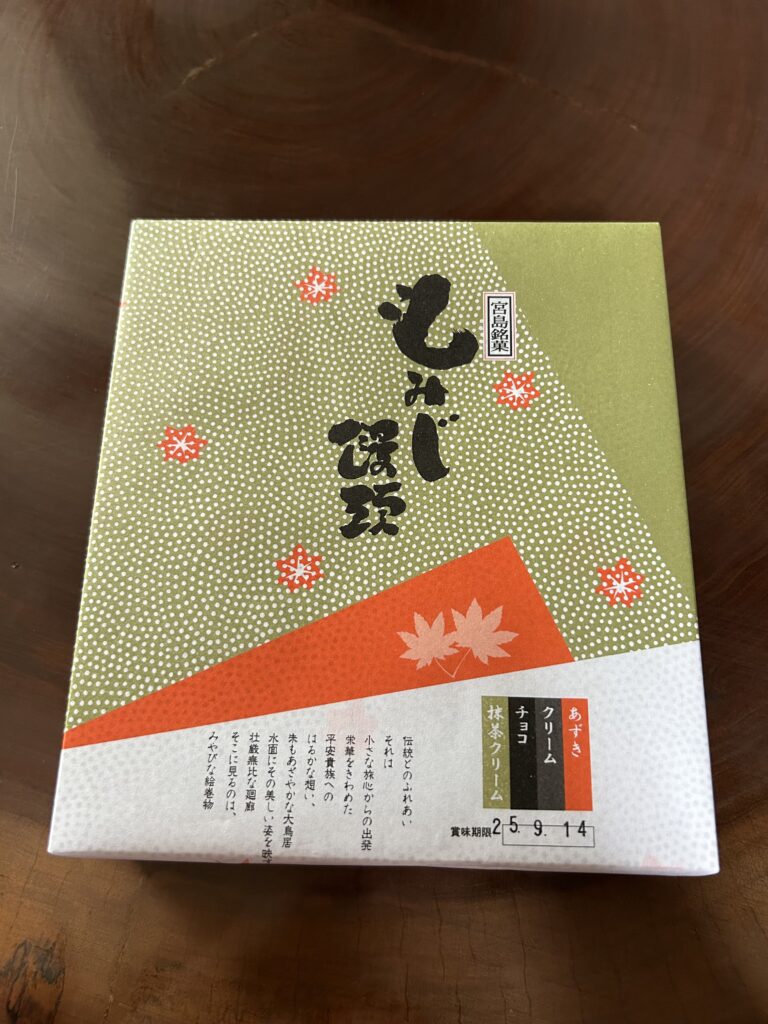 宮島銘菓
もみじ
饅頭
あずき
クリーム
チョコ
抹茶クリーム
賞味期限 25.9.14
伝統とのふれあい
それは
小さな旅心からの出発
栄華をきわめた
平安貴族への
はるかな想い、
朱もあざやかな大鳥居
水面にその美しい姿を映す
壮厳無比な廻廊
そこに見るのは、
みやびな絵巻物